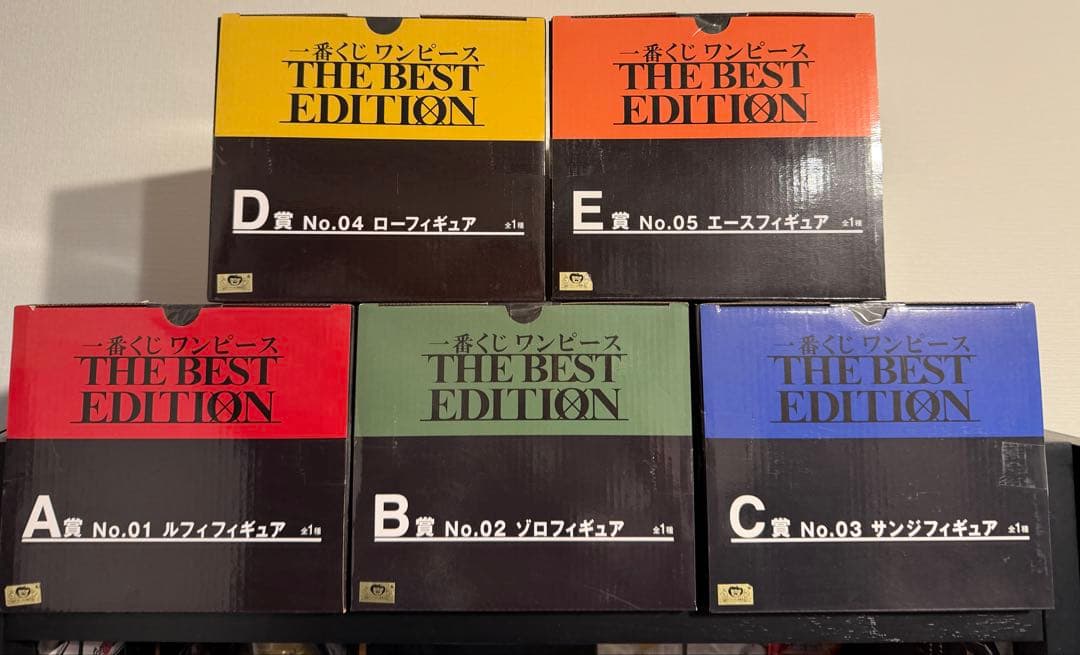 一番くじ ワンピース
THE BEST
EDITION
D賞 No.04 ローフィギュア 全1種
一番くじ ワンピース
THE BEST
EDITION
E賞 No.05 エースフィギュア 全1種
一番くじ ワンピース
THE BEST
EDITION
A賞 No.01 ルフィフィギュア 全1種
一番くじ ワンピース
THE BEST
EDITION
B賞 No.02 ゾロフィギュア 全1種
一番くじ ワンピース
THE BEST
EDITION
C賞 No.03 サンジフィギュア 全1種